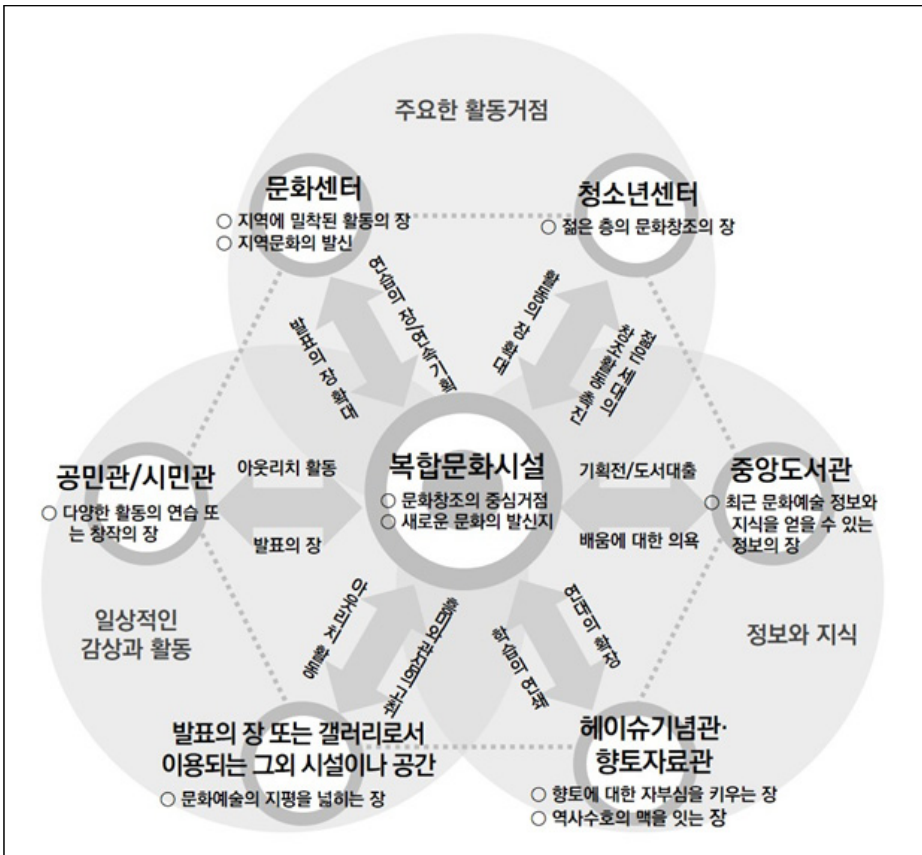 주요한 활동거점
문화센터
○ 지역에 밀착된 활동의 장
○ 지역문화의 발신
청소년센터
○ 젊은 층의 문화창조의 장
발표의 장 확대
연습의 장/연속기획
활동의 장 확대
젊은 세대의
창조활동 촉진
공민관/시민관
○ 다양한 활동의 연습 또
는 창작의 장
아웃리치 활동
발표의 장
복합문화시설
○ 문화창조의 중심거점
○ 새로운 문화의 발신지
기획전/도서대출
배움에 대한 의욕
중앙도서관
○ 최근 문화예술 정보와
지식을 얻을 수 있는
정보의 장
일상적인
감상과 활동
아웃리치 활동
흥미와 관심의 구축
학습의 연쇄
연대의 확장
정보와 지식
발표의 장 또는 갤러리로서
이용되는 그외 시설이나 공간
○ 문화예술의 지평을 넓히는 장
헤이슈기념관·
향토자료관
○ 향토에 대한 자부심을 키우는 장
○ 역사수호의 맥을 잇는 장